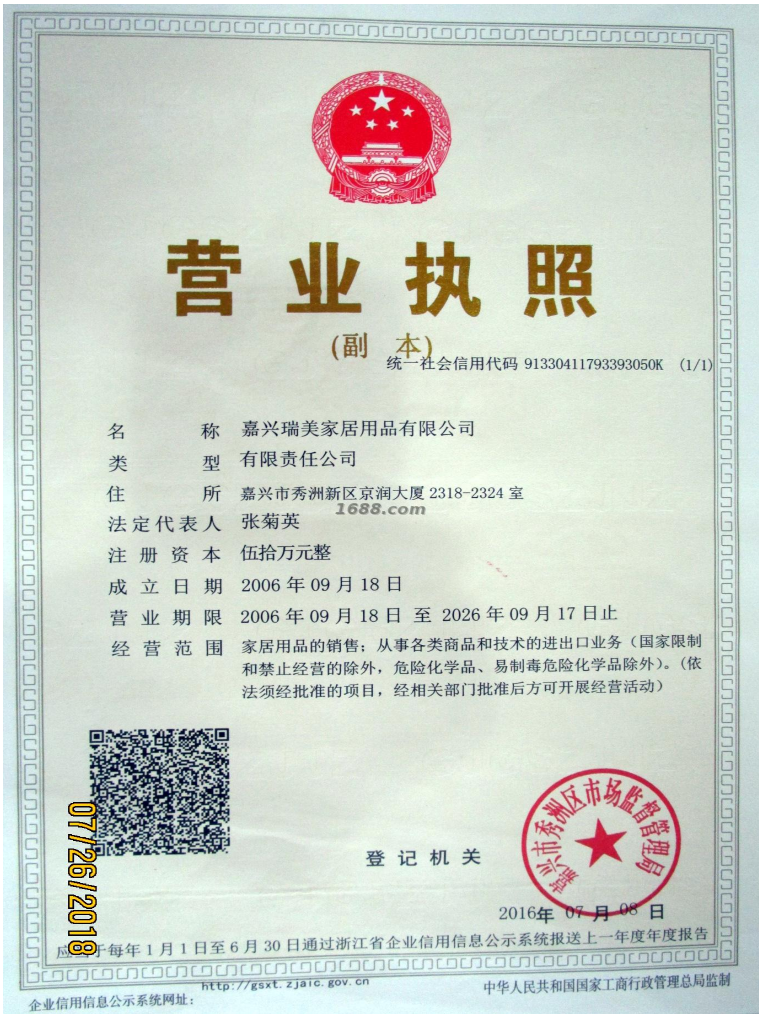 营业执照
(副 本)
统一社会信用代码 91330411793393050K (1/1)
名 称 嘉兴瑞美家居用品有限公司
类 型 有限责任公司
住 所 嘉兴市秀洲新区京润大厦 2318-2324 室
1688.com
法定代表人 张菊英
注册资本 伍拾万元整
成立日期 2006 年 09 月 18 日
营业期限 2006 年 09 月 18 日 至 2026 年 09 月 17 日止
经营范围 家居用品的销售；从事各类商品和技术的进出口业务（国家限制
和禁止经营的除外，危险化学品、易制毒危险化学品除外）。（依
法须经批准的项目，经相关部门批准后方可开展经营活动）
07/26/2018
嘉兴市秀洲区市场监督管理局
登记机关
2016年 07 月 08 日
应 于每年 1 月 1 日至 6 月 30 日通过浙江省企业信用信息公示系统报送上一年度年度报告
http://gsxt.zjaic.gov.cn
企业信用信息公示系统网址：
中华人民共和国国家工商行政管理总局监制